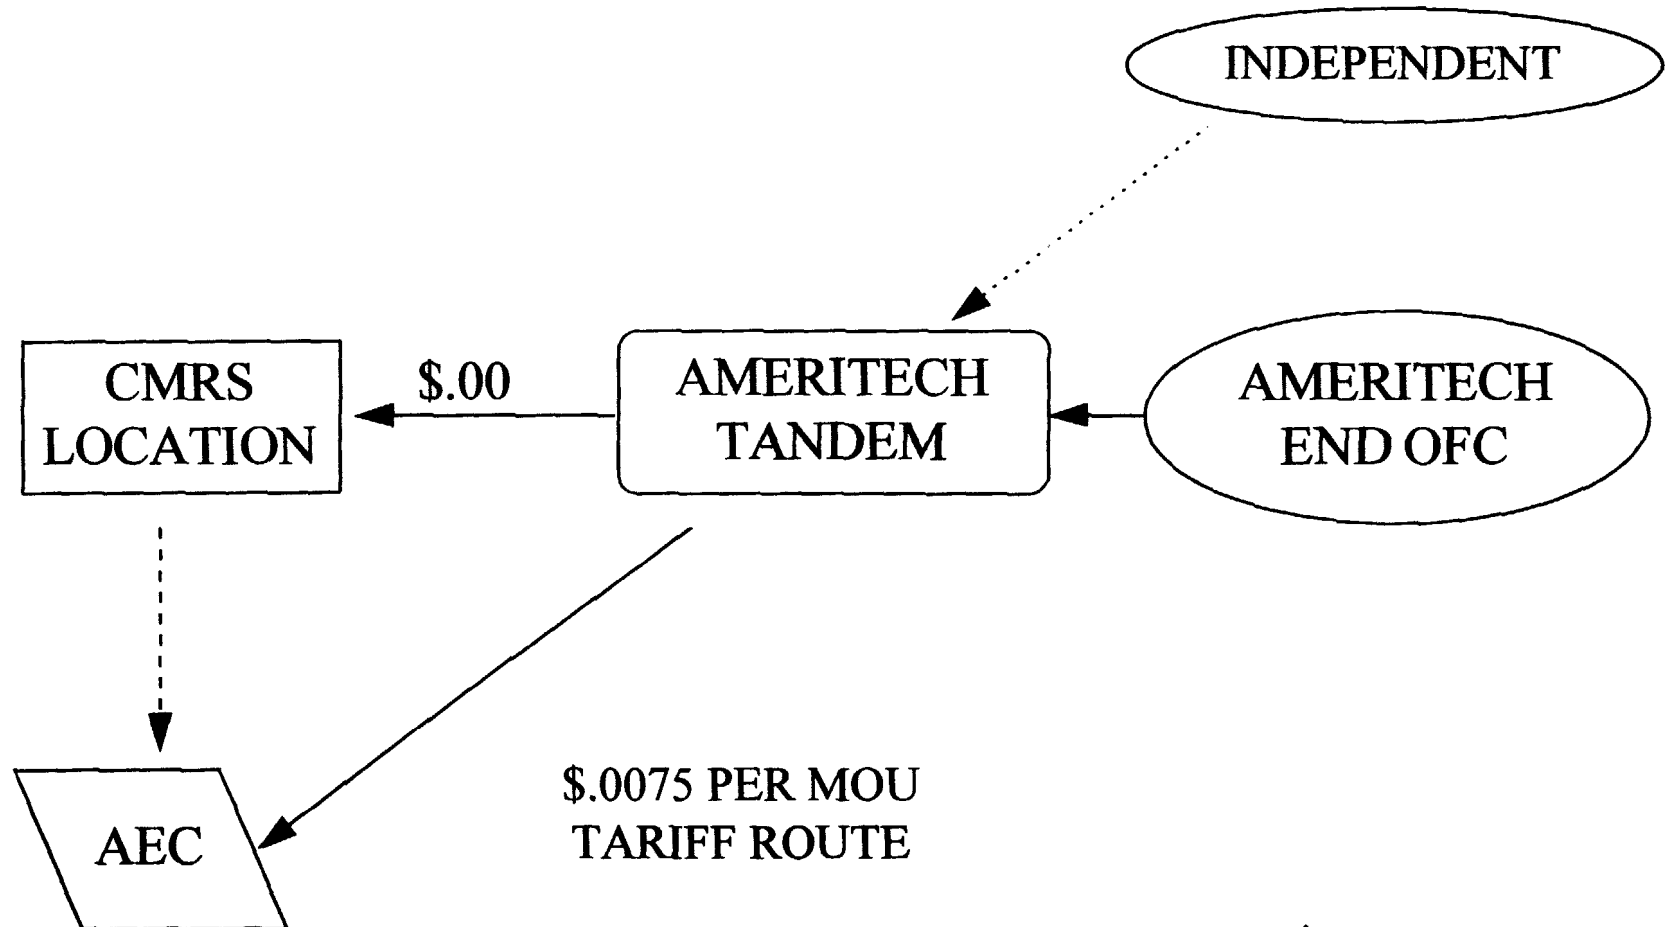 INDEPENDENT
CMRS
LOCATION
$.00
AMERITECH
TANDEM
AMERITECH
END OFC
AEC
$.0075 PER MOU
TARIFF ROUTE